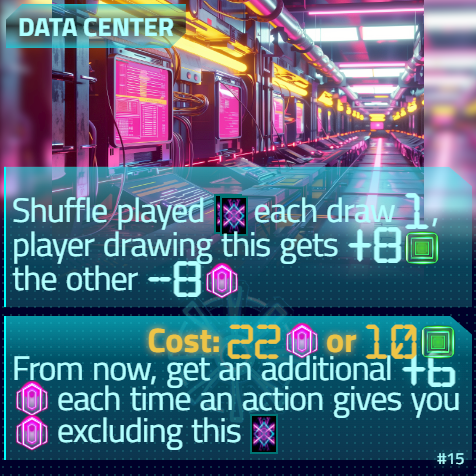 DATA CENTER
Shuffle played each draw 1,
player drawing this gets +8
the other -8
Cost: 22 or 10
From now, get an additional +6
each time an action gives you
excluding this
#15